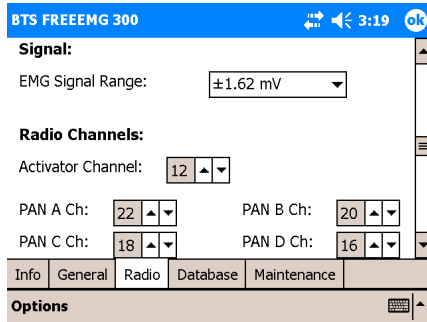 BTS FREEEMG 300 3:19 ok
Signal:
EMG Signal Range: ±1.62 mV
Radio Channels:
Activator Channel: 12
PAN A Ch: 22 PAN B Ch: 20
PAN C Ch: 18 PAN D Ch: 16
Info General Radio Database Maintenance
Options